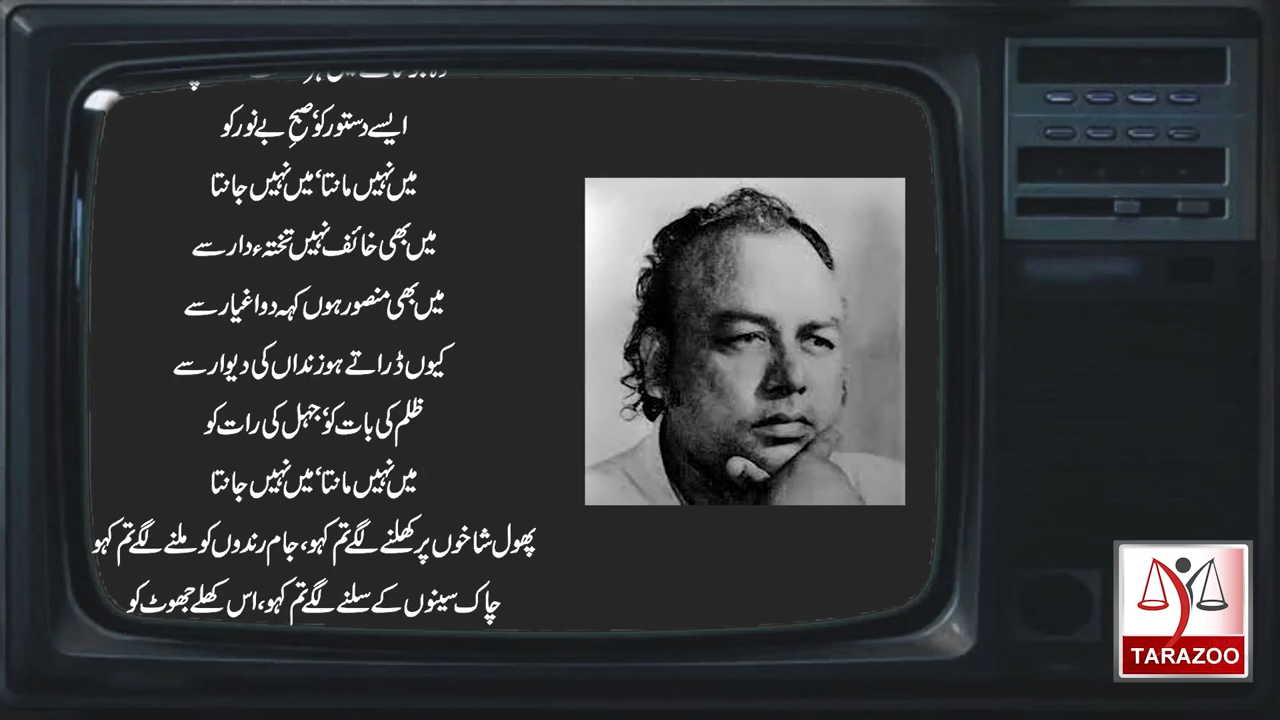 ایسے دستور کو، صبحِ بے نور کو
میں نہیں مانتا، میں نہیں جانتا
میں بھی خائف نہیں تختۂ دار سے
میں بھی منصور ہوں کہہ دو اغیار سے
کیوں ڈراتے ہو زنداں کی دیوار سے
ظلم کی بات کو، جہل کی رات کو
میں نہیں مانتا، میں نہیں جانتا
پھول شاخوں پر کھلنے لگے تم کہو، جام رندوں کو ملنے لگے تم کہو
چاک سینوں کے سلنے لگے تم کہو، اس کھلے جھوٹ کو
TARAZOO